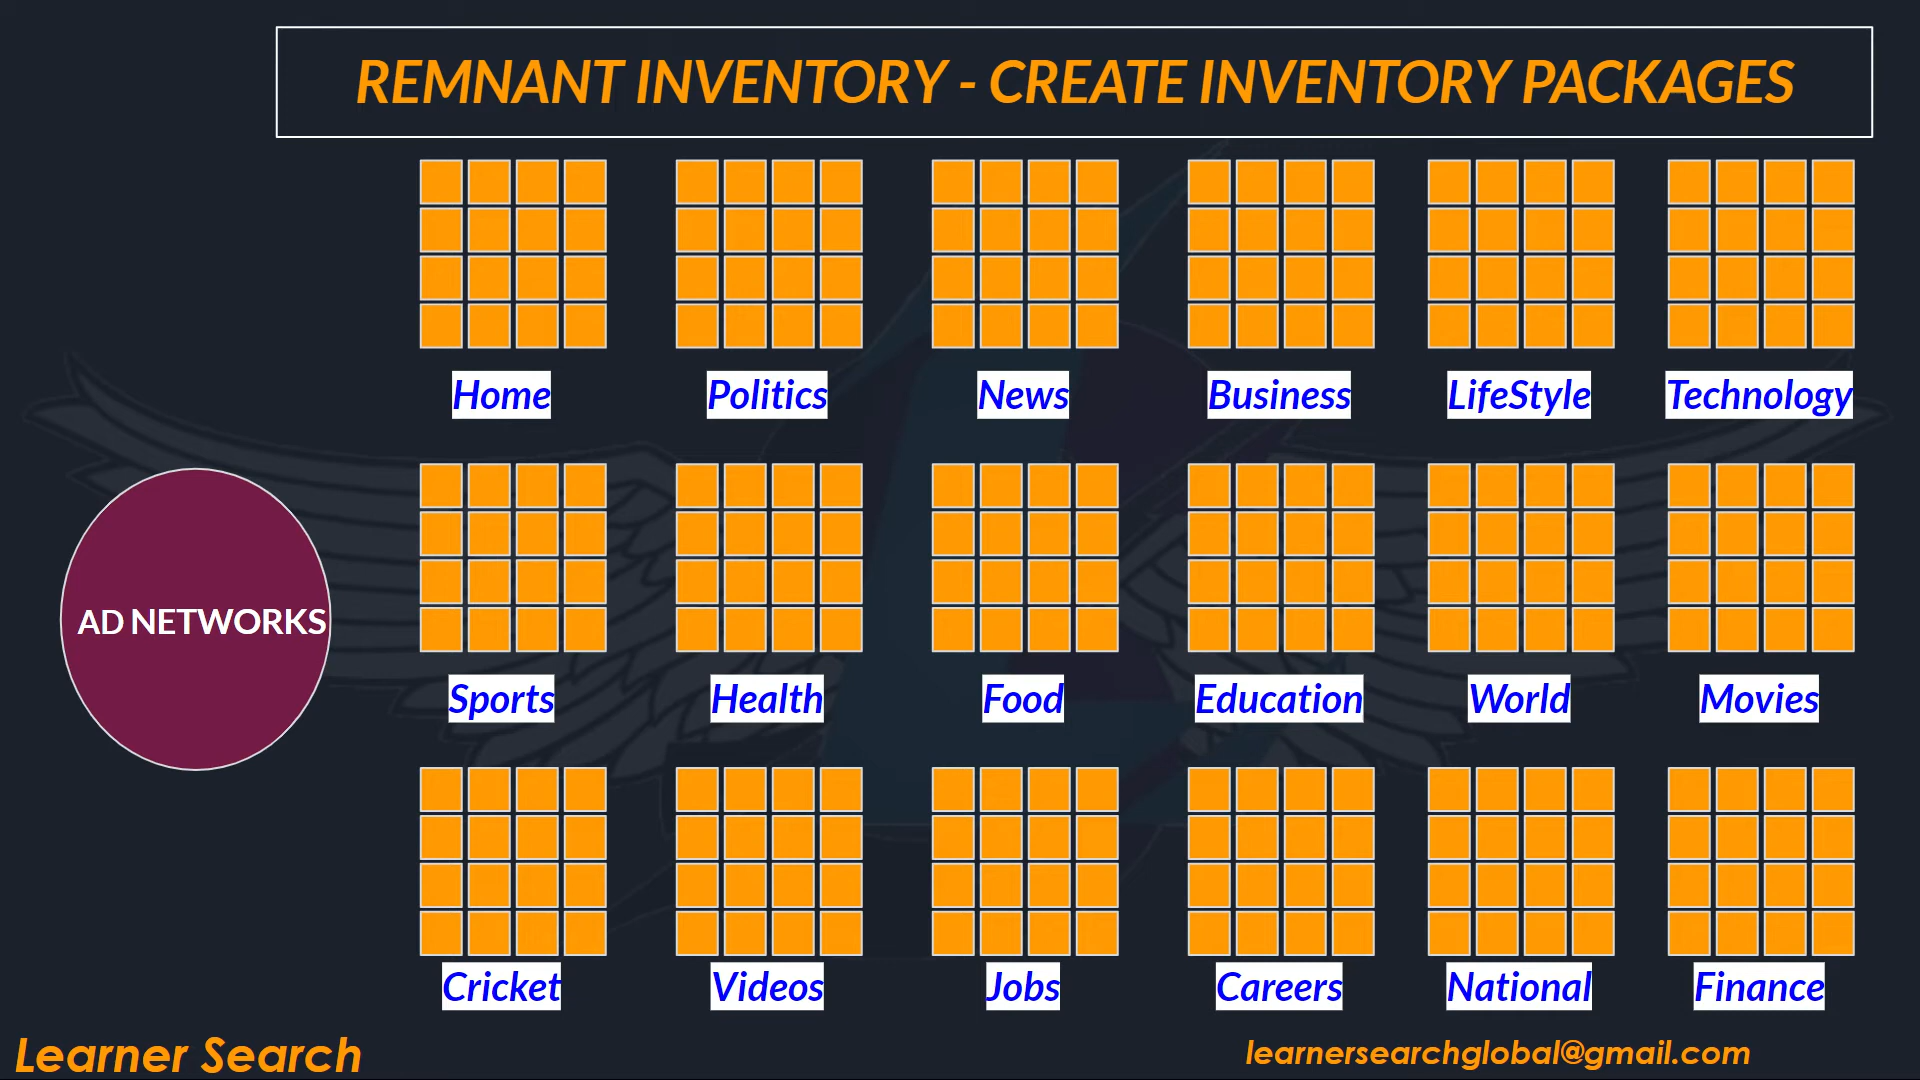 REMNANT INVENTORY - CREATE INVENTORY PACKAGES
Home Politics News Business LifeStyle Technology
AD NETWORKS
Sports Health Food Education World Movies
Cricket Videos Jobs Careers National Finance
Learner Search learnersearchglobal@gmail.com